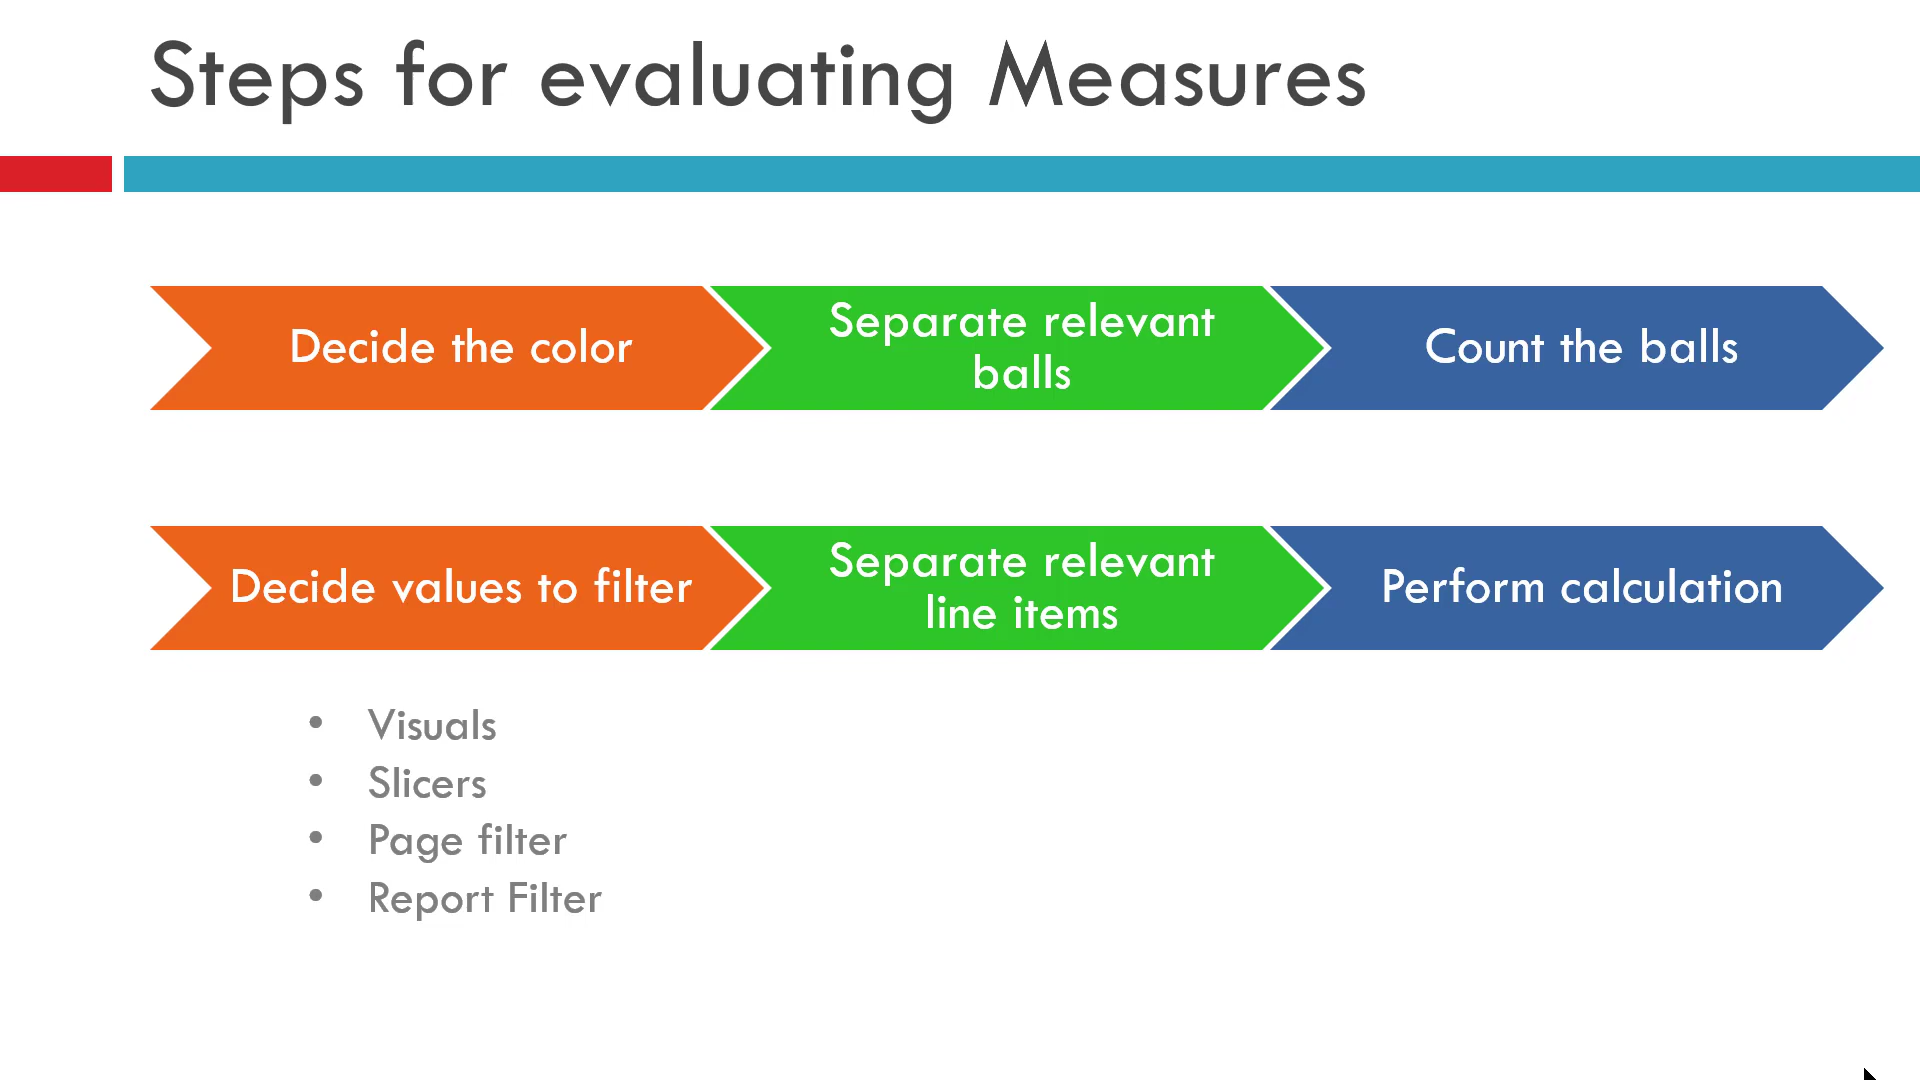 Steps for evaluating Measures
Decide the color
Separate relevant
balls
Count the balls
Decide values to filter
Separate relevant
line items
Perform calculation
• Visuals
• Slicers
• Page filter
• Report Filter